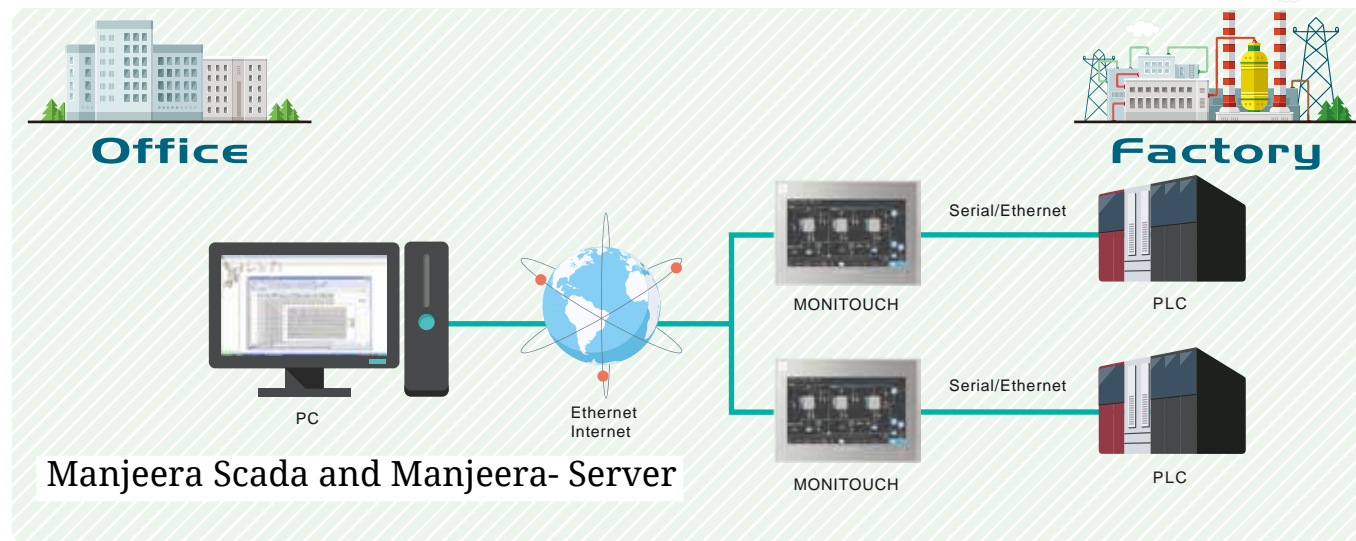 Office
Factory
Serial/Ethernet
MONITOUCH
PLC
PC
Ethernet
Internet
Serial/Ethernet
Manjeera Scada and Manjeera- Server
MONITOUCH
PLC